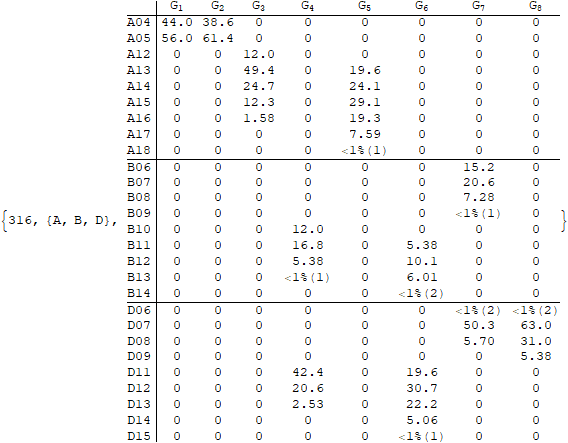 G1 G2 G3 G4 G5 G6 G7 G8
A04 44.0 38.6 0 0 0 0 0 0
A05 56.0 61.4 0 0 0 0 0 0
A12 0 0 12.0 0 0 0 0 0
A13 0 0 49.4 0 19.6 0 0 0
A14 0 0 24.7 0 24.1 0 0 0
A15 0 0 12.3 0 29.1 0 0 0
A16 0 0 1.58 0 19.3 0 0 0
A17 0 0 0 0 7.59 0 0 0
A18 0 0 0 0 <1%(1) 0 0 0
B06 0 0 0 0 0 0 15.2 0
B07 0 0 0 0 0 0 20.6 0
B08 0 0 0 0 0 0 7.28 0
{316, {A, B, D}, B09 0 0 0 0 0 0 <1%(1) 0 }
B10 0 0 0 12.0 0 0 0 0
B11 0 0 0 16.8 0 5.38 0 0
B12 0 0 0 5.38 0 10.1 0 0
B13 0 0 0 <1%(1) 0 6.01 0 0
B14 0 0 0 0 0 <1%(2) 0 0
D06 0 0 0 0 0 0 <1%(2) <1%(2)
D07 0 0 0 0 0 0 50.3 63.0
D08 0 0 0 0 0 0 5.70 31.0
D09 0 0 0 0 0 0 0 5.38
D11 0 0 0 42.4 0 19.6 0 0
D12 0 0 0 20.6 0 30.7 0 0
D13 0 0 0 2.53 0 22.2 0 0
D14 0 0 0 0 0 5.06 0 0
D15 0 0 0 0 0 <1%(1) 0 0